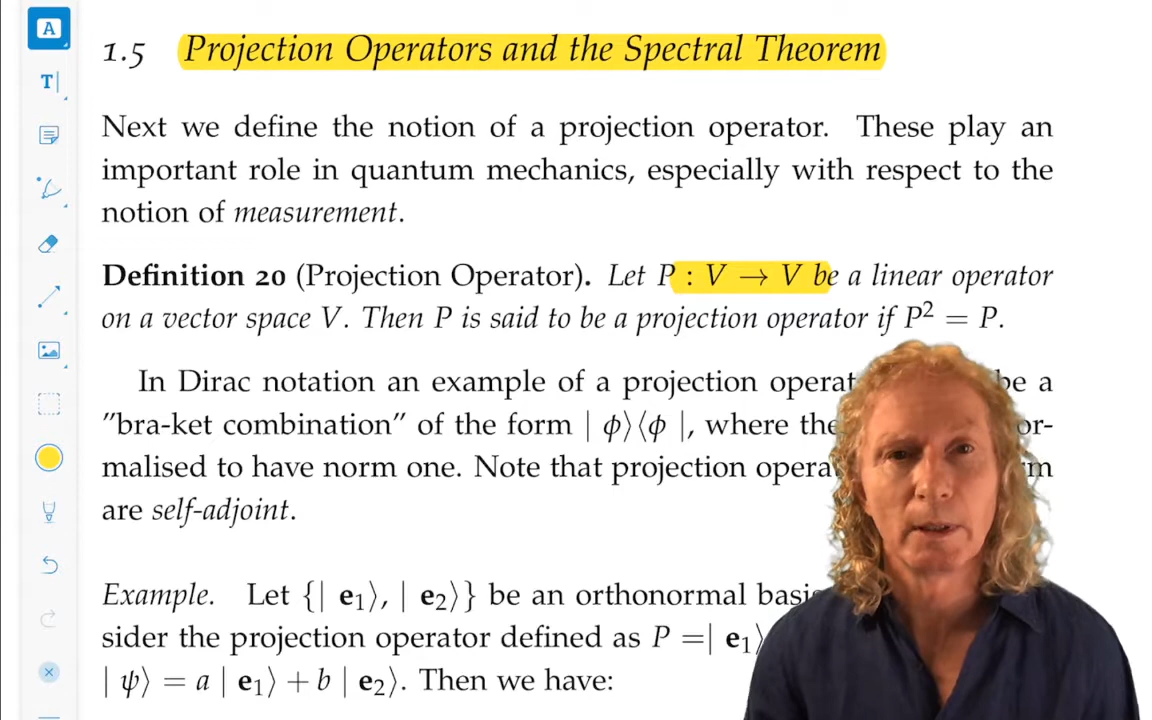 A
1.5 Projection Operators and the Spectral Theorem
T|
Next we define the notion of a projection operator. These play an
important role in quantum mechanics, especially with respect to the
notion of measurement.
Definition 20 (Projection Operator). Let P : V → V be a linear operator
on a vector space V. Then P is said to be a projection operator if P² = P.
In Dirac notation an example of a projection be a
"bra-ket combination" of the form | ϕ⟩⟨ϕ |, where or-
malised to have norm one. Note that projection
are self-adjoint.
Example. Let {| e₁⟩, | e₂⟩} be an orthonormal
sider the projection operator defined as P =| e₁⟩
| ψ⟩ = a | e₁⟩ + b | e₂⟩. Then we have: